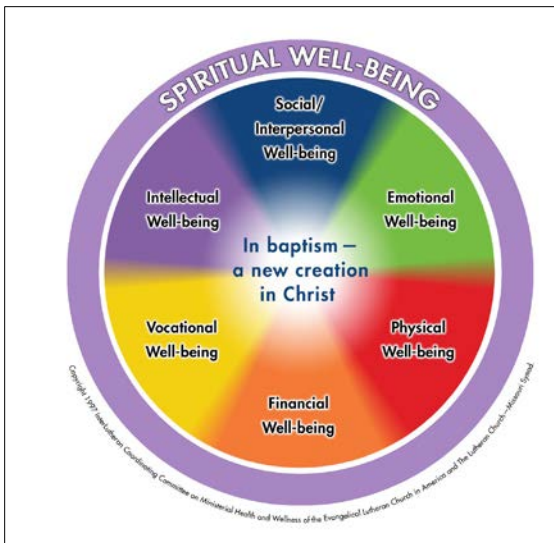 SPIRITUAL WELL-BEING
Social/
Interpersonal
Well-being
Intellectual
Well-being
Emotional
Well-being
In baptism –
a new creation
in Christ
Vocational
Well-being
Physical
Well-being
Financial
Well-being
Copyright 1997 InterLutheran Coordinating Committee on Ministerial Health and Wellness of the Evangelical Lutheran Church in America and The Lutheran Church—Missouri Synod